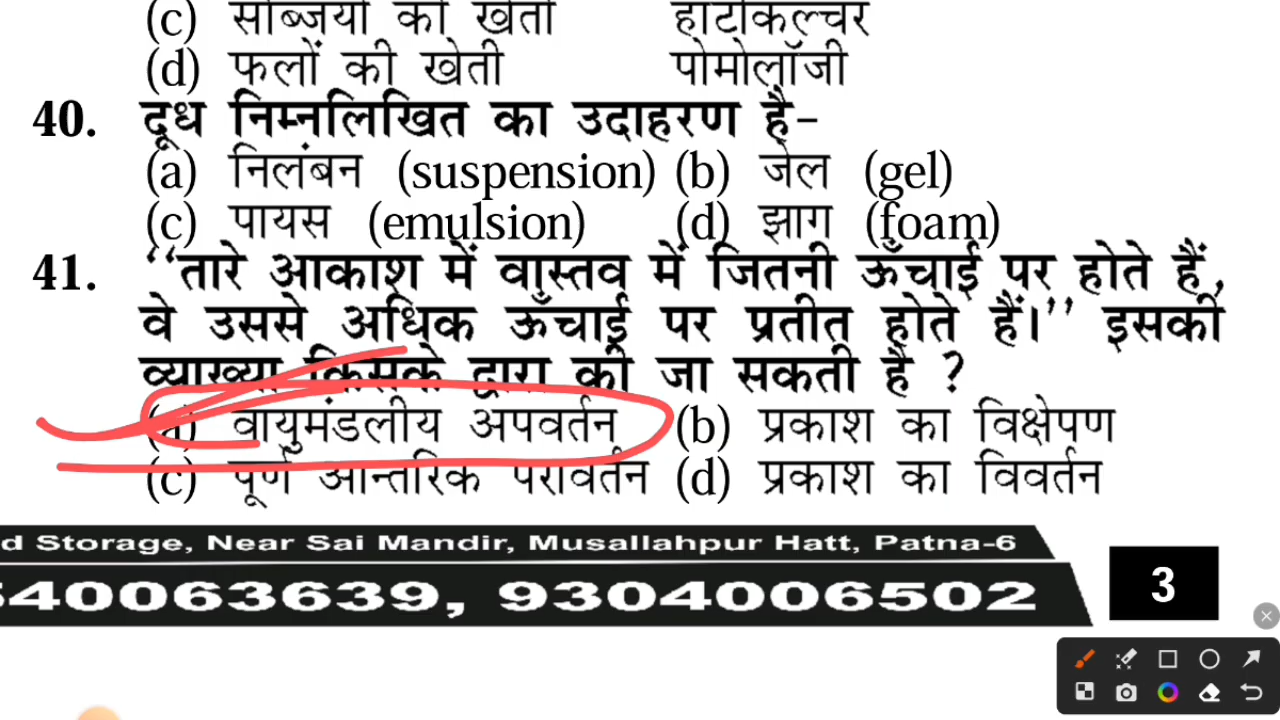 (c) सब्जियों की खेती हॉर्टीकल्चर
(d) फलों की खेती पोमोलॉजी
40. दूध निम्नलिखित का उदाहरण है–
(a) निलंबन (suspension) (b) जेल (gel)
(c) पायस (emulsion) (d) झाग (foam)
41. ‘‘तारे आकाश में वास्तव में जितनी ऊँचाई पर होते हैं,
वे उससे अधिक ऊँचाई पर प्रतीत होते हैं।’’ इसकी
व्याख्या किसके द्वारा की जा सकती है ?
(a) वायुमंडलीय अपवर्तन (b) प्रकाश का विक्षेपण
(c) पूर्ण आन्तरिक परावर्तन (d) प्रकाश का विवर्तन
d Storage, Near Sai Mandir, Musallahpur Hatt, Patna-6
540063639, 9304006502
3